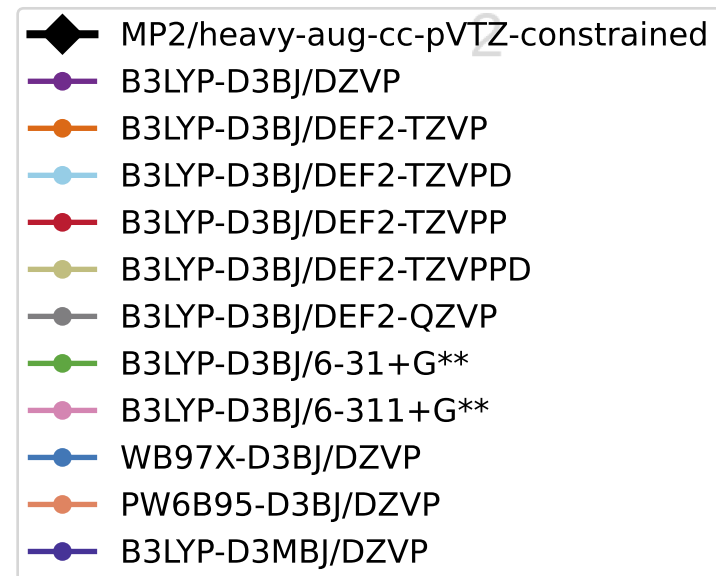 MP2/heavy-aug-cc-pVTZ-constrained
B3LYP-D3BJ/DZVP
B3LYP-D3BJ/DEF2-TZVP
B3LYP-D3BJ/DEF2-TZVPD
B3LYP-D3BJ/DEF2-TZVPP
B3LYP-D3BJ/DEF2-TZVPPD
B3LYP-D3BJ/DEF2-QZVP
B3LYP-D3BJ/6-31+G**
B3LYP-D3BJ/6-311+G**
WB97X-D3BJ/DZVP
PW6B95-D3BJ/DZVP
B3LYP-D3MBJ/DZVP
2